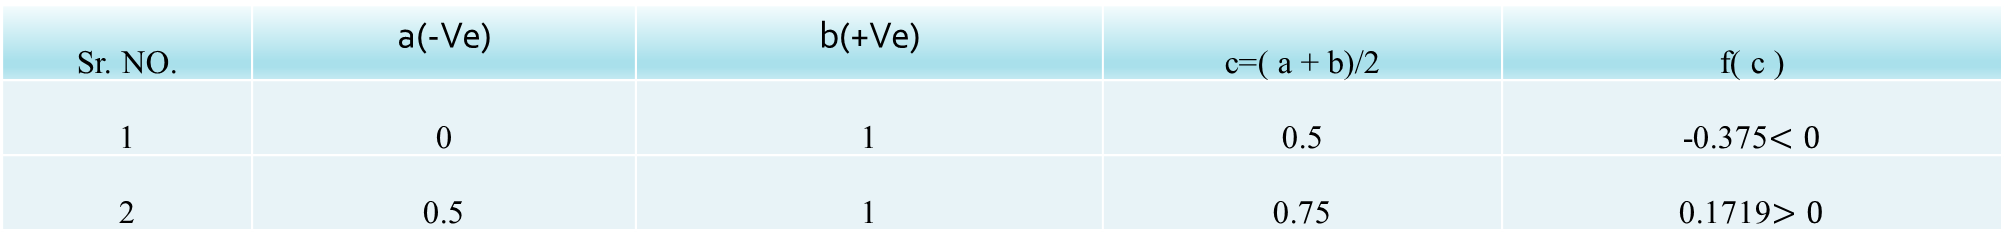 Sr. NO. a(-Ve) b(+Ve) c=( a + b)/2 f( c )
1 0 1 0.5 -0.375< 0
2 0.5 1 0.75 0.1719> 0